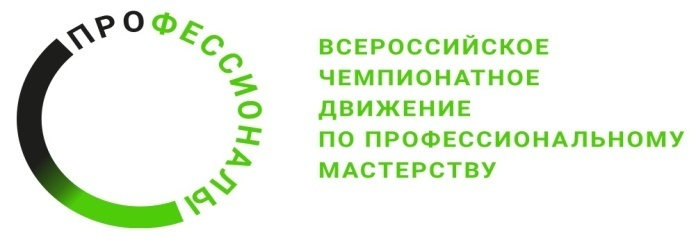 ПРОФЕССИОНАЛЫ
ВСЕРОССИЙСКОЕ
ЧЕМПИОНАТНОЕ
ДВИЖЕНИЕ
ПО ПРОФЕССИОНАЛЬНОМУ
МАСТЕРСТВУ